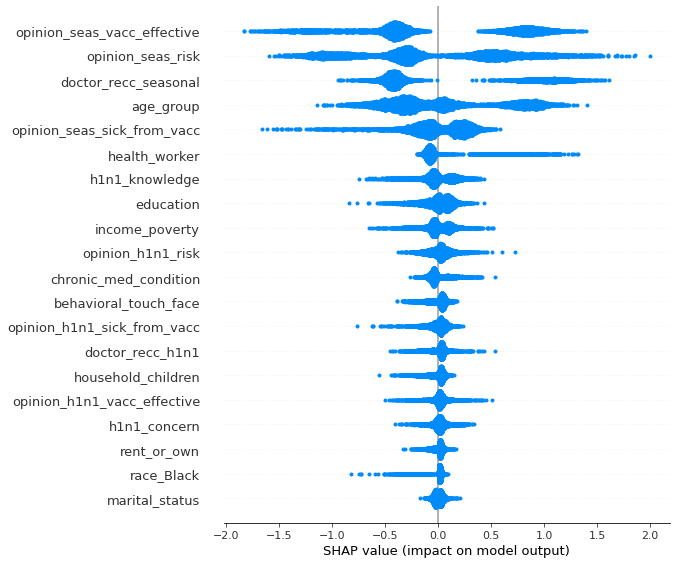 opinion_seas_vacc_effective
opinion_seas_risk
doctor_recc_seasonal
age_group
opinion_seas_sick_from_vacc
health_worker
h1n1_knowledge
education
income_poverty
opinion_h1n1_risk
chronic_med_condition
behavioral_touch_face
opinion_h1n1_sick_from_vacc
doctor_recc_h1n1
household_children
opinion_h1n1_vacc_effective
h1n1_concern
rent_or_own
race_Black
marital_status
−2.0 −1.5 −1.0 −0.5 0.0 0.5 1.0 1.5 2.0
SHAP value (impact on model output)